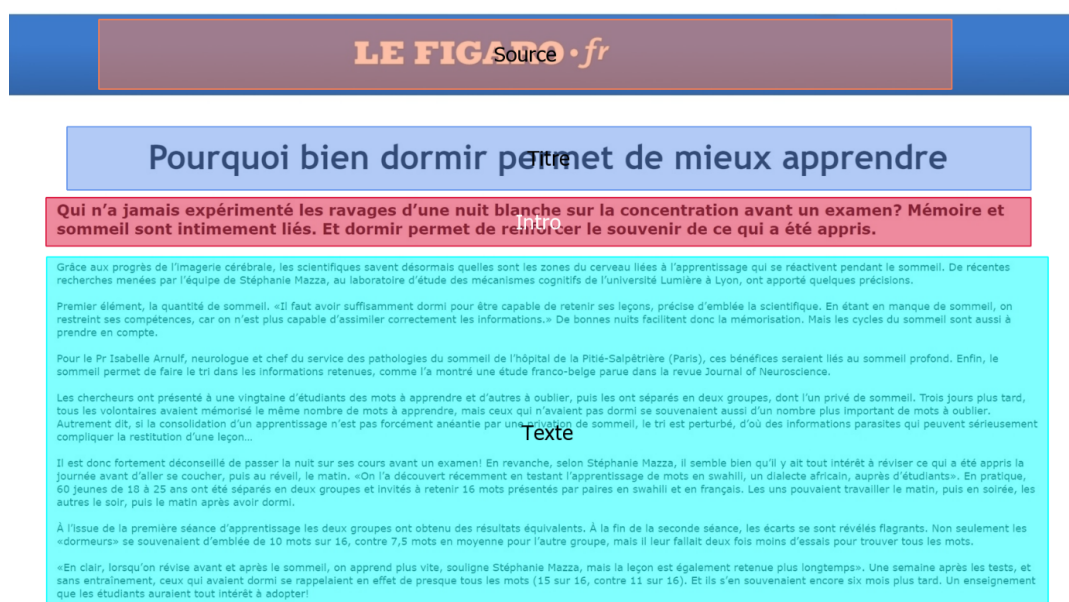 LE FIGARO·fr
Source
Pourquoi bien dormir permet de mieux apprendre
Titre
Qui n’a jamais expérimenté les ravages d’une nuit blanche sur la concentration avant un examen? Mémoire et
sommeil sont intimement liés. Et dormir permet de renforcer le souvenir de ce qui a été appris.
Intro
Grâce aux progrès de l’imagerie cérébrale, les scientifiques savent désormais quelles sont les zones du cerveau liées à l’apprentissage qui se réactivent pendant le sommeil. De récentes
recherches menées par l’équipe de Stéphanie Mazza, au laboratoire d’étude des mécanismes cognitifs de l’université Lumière à Lyon, ont apporté quelques précisions.
Premier élément, la quantité de sommeil. «Il faut avoir suffisamment dormi pour être capable de retenir ses leçons, précise d’emblée la scientifique. En étant en manque de sommeil, on
restreint ses compétences, car on n’est plus capable d’assimiler correctement les informations.» De bonnes nuits facilitent donc la mémorisation. Mais les cycles du sommeil sont aussi à
prendre en compte.
Pour le Pr Isabelle Arnulf, neurologue et chef du service des pathologies du sommeil de l’hôpital de la Pitié-Salpêtrière (Paris), ces bénéfices seraient liés au sommeil profond. Enfin, le
sommeil permet de faire le tri dans les informations retenues, comme l’a montré une étude franco-belge parue dans la revue Journal of Neuroscience.
Les chercheurs ont présenté à une vingtaine d’étudiants des mots à apprendre et d’autres à oublier, puis les ont séparés en deux groupes, dont l’un privé de sommeil. Trois jours plus tard,
tous les volontaires avaient mémorisé le même nombre de mots à apprendre, mais ceux qui n’avaient pas dormi se souvenaient aussi d’un nombre plus important de mots à oublier.
Autrement dit, si la consolidation d’un apprentissage n’est pas forcément anéantie par une privation de sommeil, le tri est perturbé, d’où des informations parasites qui peuvent sérieusement
compliquer la restitution d’une leçon…
Texte
Il est donc fortement déconseillé de passer la nuit sur ses cours avant un examen! En revanche, selon Stéphanie Mazza, il semble bien qu’il y ait tout intérêt à réviser ce qui a été appris la
journée avant d’aller se coucher, puis au réveil, le matin. «On l’a découvert récemment en testant l’apprentissage de mots en swahili, un dialecte africain, auprès d’étudiants». En pratique,
60 jeunes de 18 à 25 ans ont été séparés en deux groupes et invités à retenir 16 mots présentés par paires en swahili et en français. Les uns pouvaient travailler le matin, puis en soirée, les
autres le soir, puis le matin après avoir dormi.
À l’issue de la première séance d’apprentissage les deux groupes ont obtenu des résultats équivalents. À la fin de la seconde séance, les écarts se sont révélés flagrants. Non seulement les
«dormeurs» se souvenaient d’emblée de 10 mots sur 16, contre 7,5 mots en moyenne pour l’autre groupe, mais il leur fallait deux fois moins d’essais pour trouver tous les mots.
«En clair, lorsqu’on révise avant et après le sommeil, on apprend plus vite, souligne Stéphanie Mazza, mais la leçon est également retenue plus longtemps». Une semaine après les tests, et
sans entraînement, ceux qui avaient dormi se rappelaient en effet de presque tous les mots (15 sur 16, contre 11 sur 16). Et ils s’en souvenaient encore six mois plus tard. Un enseignement
que les étudiants auraient tout intérêt à adopter!